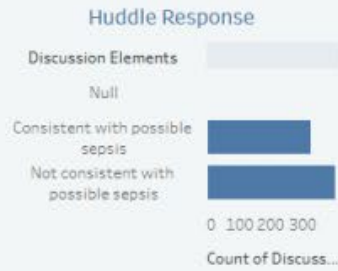 Huddle Response
Discussion Elements
Null
Consistent with possible
sepsis
Not consistent with
possible sepsis
0 100 200 300
Count of Discuss...